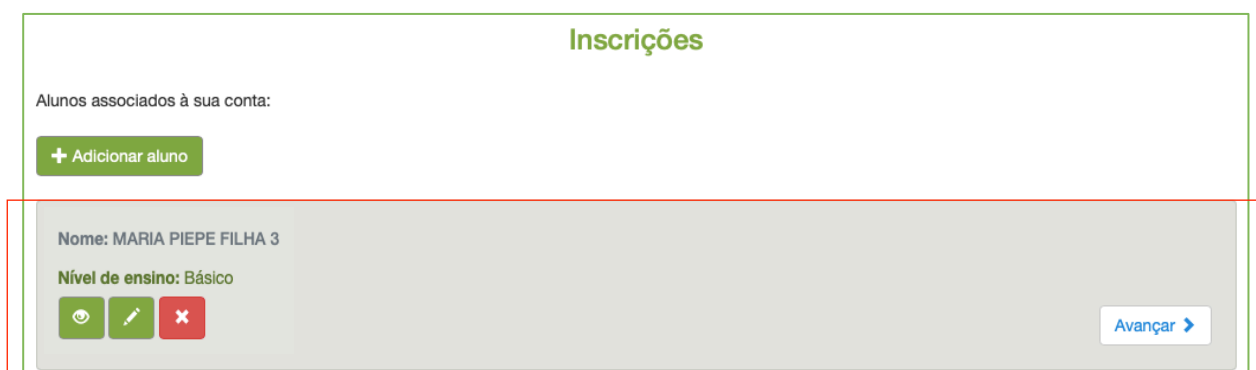 Inscrições
Alunos associados à sua conta:
Adicionar aluno
Nome: MARIA PIEPE FILHA 3
Nível de ensino: Básico
Avançar